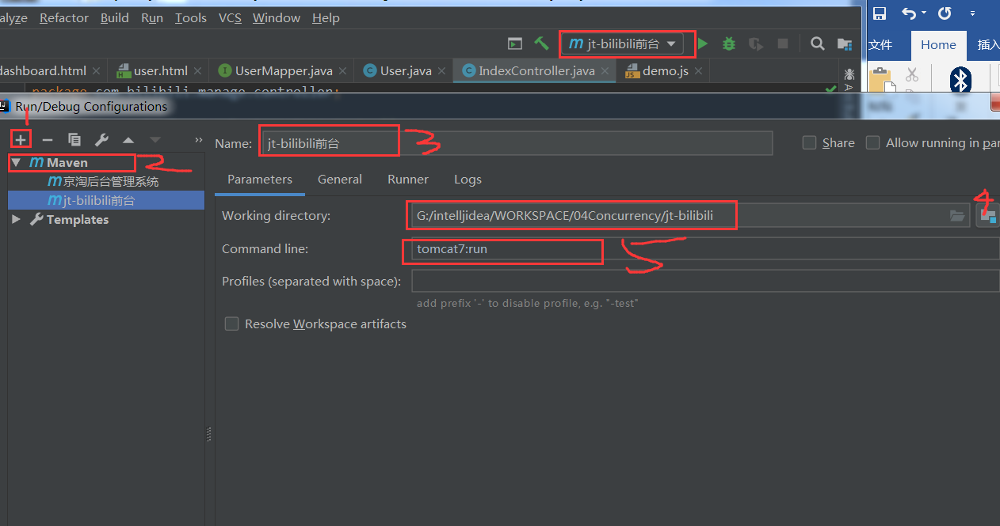 alyze Refactor Build Run Tools VCS Window Help
jt-bilibili前台
文件 Home 插入
dashboard.html user.html UserMapper.java User.java IndexController.java demo.js
package com.bilibili.manage.controller;
Run/Debug Configurations
1
Name: jt-bilibili前台 3 Share Allow running in par
Maven 2
京淘后台管理系统
jt-bilibili前台
Templates
Parameters General Runner Logs
4
Working directory: G:/intelljidea/WORKSPACE/04Concurrency/jt-bilibili
Command line: tomcat7:run 5
Profiles (separated with space):
add prefix '-' to disable profile, e.g. "-test"
Resolve Workspace artifacts